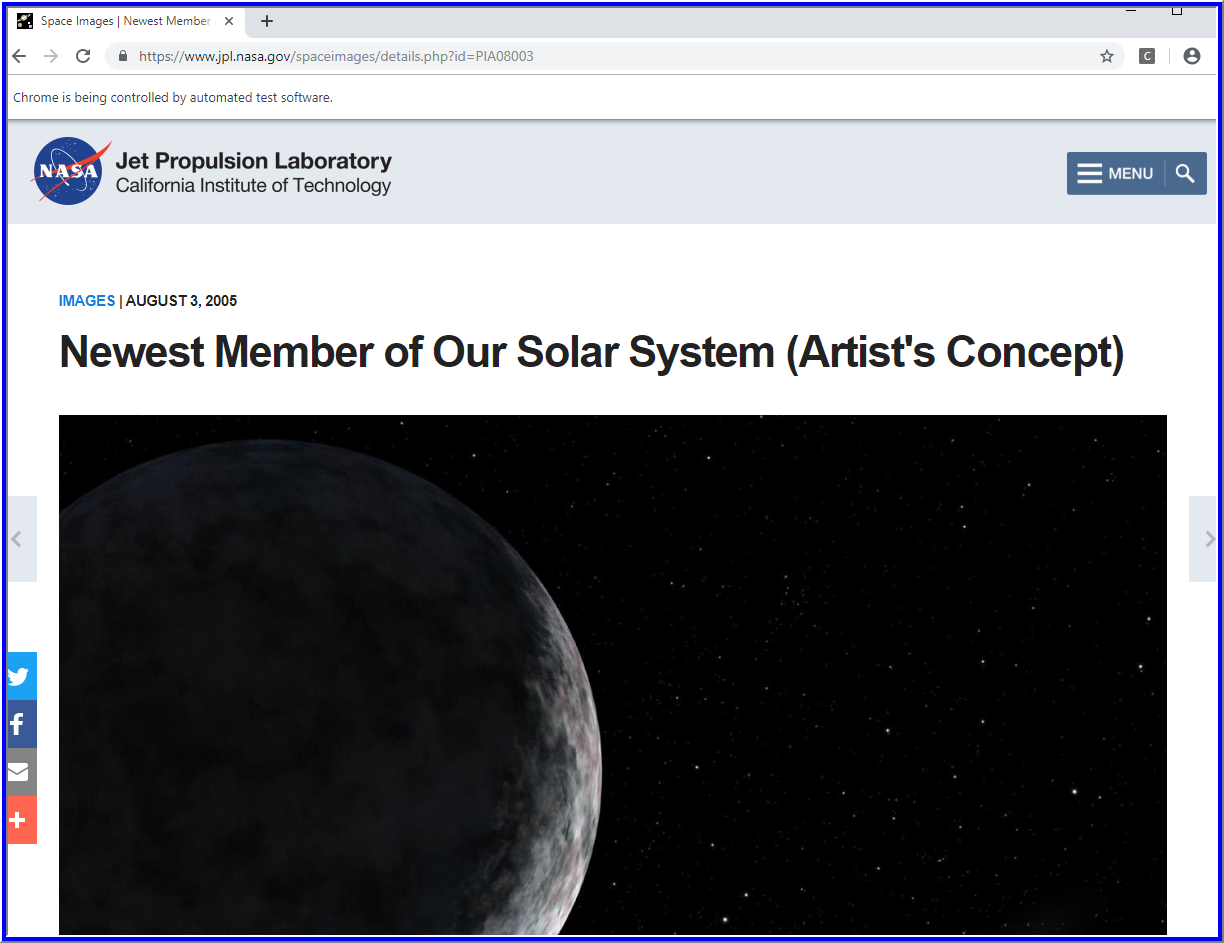 Space Images | Newest Member
https://www.jpl.nasa.gov/spaceimages/details.php?id=PIA08003
C
Chrome is being controlled by automated test software.
NASA
Jet Propulsion Laboratory
California Institute of Technology
MENU
IMAGES | AUGUST 3, 2005
Newest Member of Our Solar System (Artist's Concept)